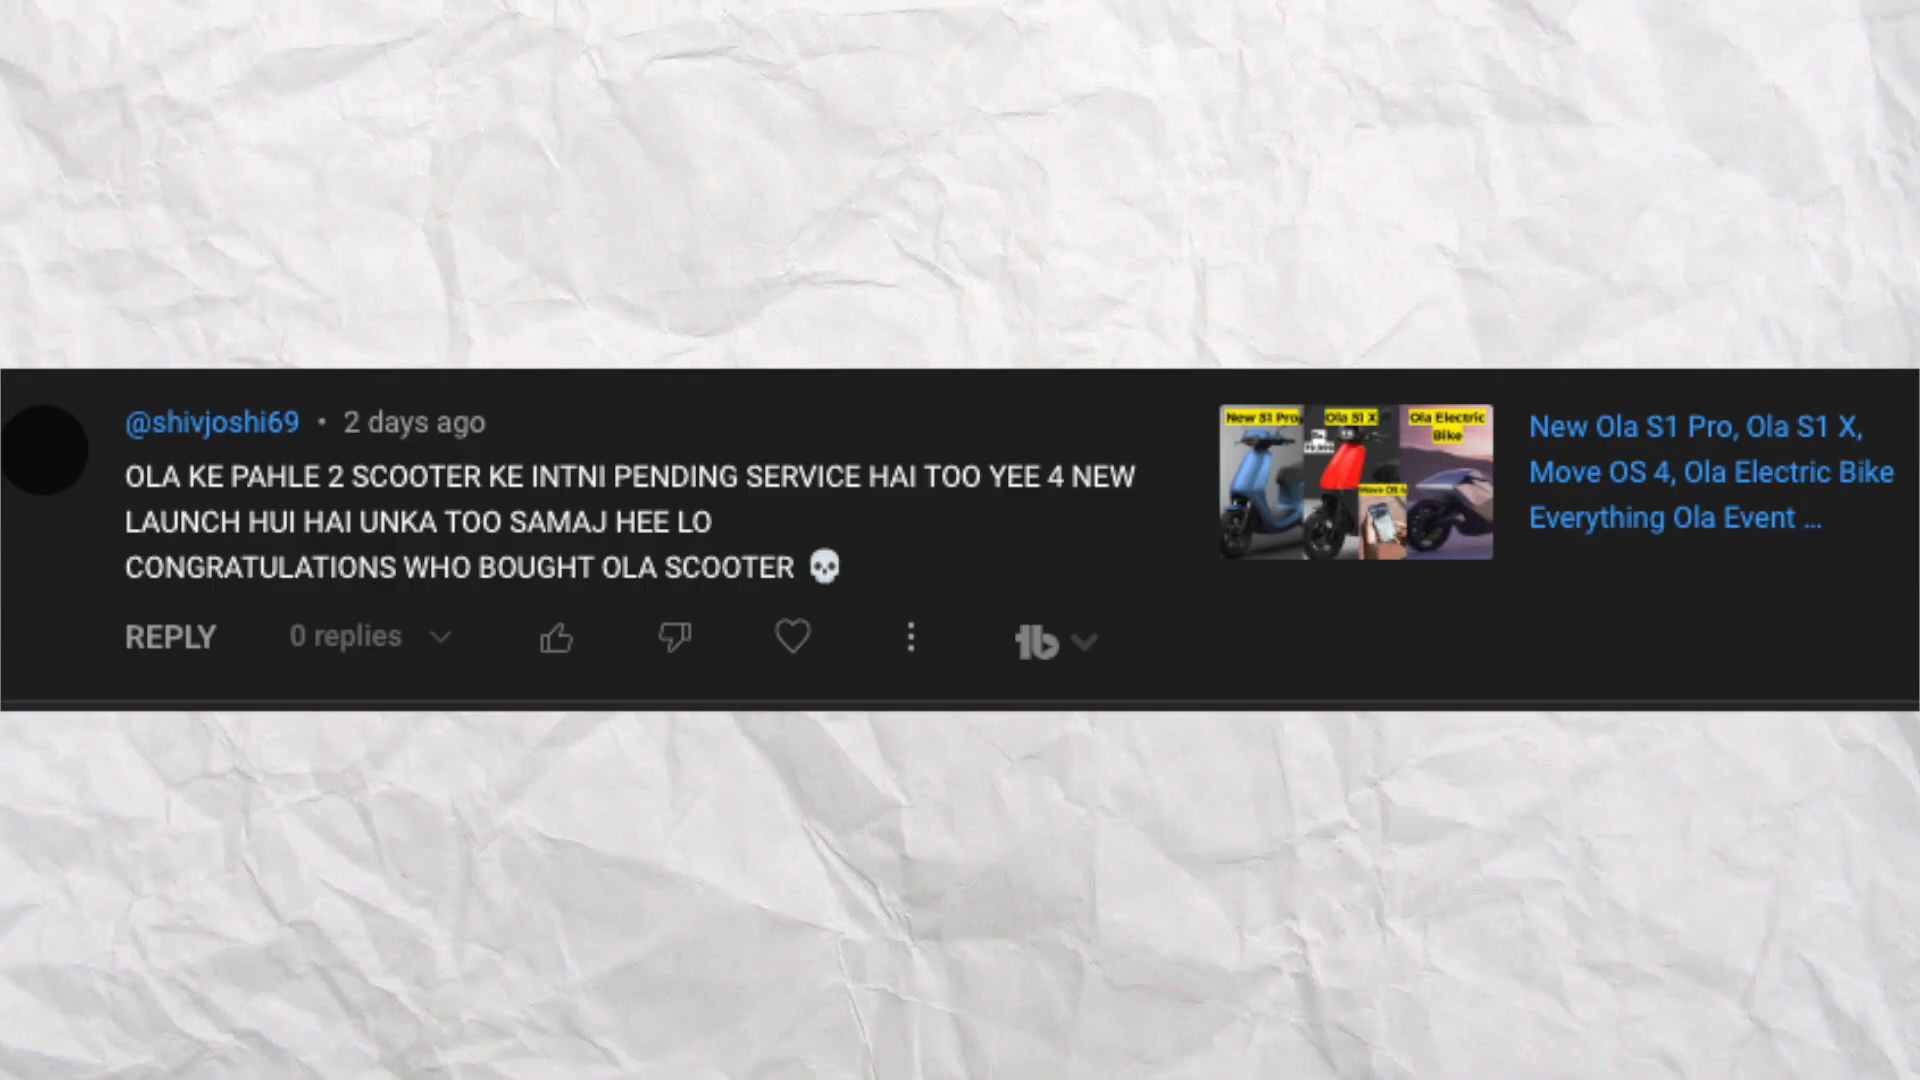 @shivjoshi69 • 2 days ago
OLA KE PAHLE 2 SCOOTER KE INTNI PENDING SERVICE HAI TOO YEE 4 NEW
LAUNCH HUI HAI UNKA TOO SAMAJ HEE LO
CONGRATULATIONS WHO BOUGHT OLA SCOOTER 💀
REPLY 0 replies
New S1 Pro
Ola S1 X
Ola Electric
Bike
Move OS 4
New Ola S1 Pro, Ola S1 X,
Move OS 4, Ola Electric Bike
Everything Ola Event ...